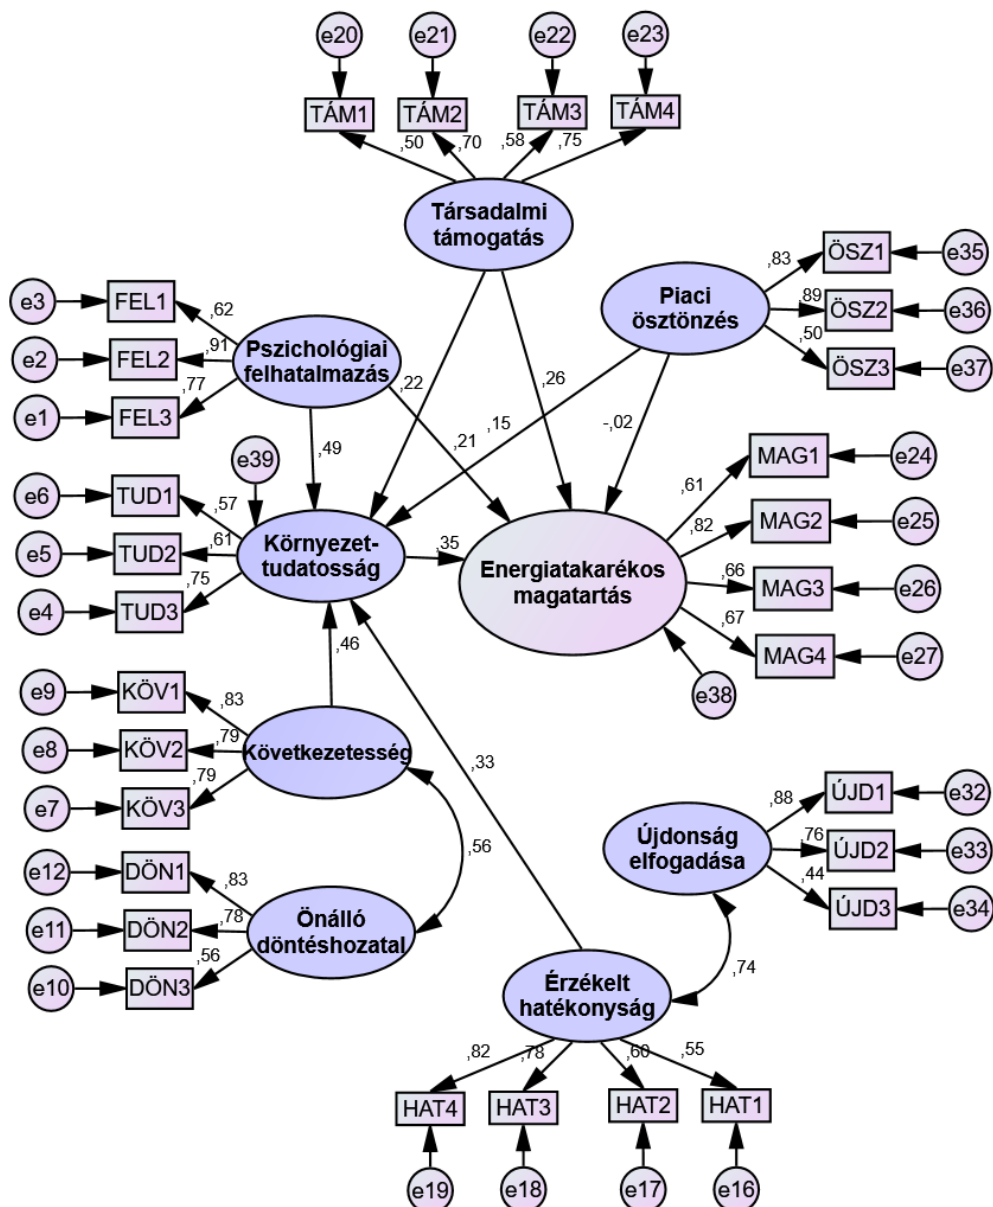 e20
e21
e22
e23
TÁM1
TÁM2
TÁM3
TÁM4
,50
,70
,58
,75
Társadalmi
támogatás
Piaci
ösztönzés
,83
,89
,50
ÖSZ1
ÖSZ2
ÖSZ3
e35
e36
e37
e3
e2
e1
FEL1
FEL2
FEL3
,62
,91
,77
Pszichológiai
felhatalmazás
,22
,26
,15
-,02
,21
,49
e39
e6
e5
e4
TUD1
TUD2
TUD3
,57
,61
,75
Környezet-
tudatosság
,35
Energiatakarékos
magatartás
,61
,82
,66
,67
MAG1
MAG2
MAG3
MAG4
e24
e25
e26
e27
e38
,46
e9
e8
e7
KÖV1
KÖV2
KÖV3
,83
,79
,79
Következetesség
,33
,56
e12
e11
e10
DÖN1
DÖN2
DÖN3
,83
,78
,56
Önálló
döntéshozatal
Újdonság
elfogadása
,88
,76
,44
ÚJD1
ÚJD2
ÚJD3
e32
e33
e34
,74
Érzékelt
hatékonyság
,82
,78
,60
,55
HAT4
HAT3
HAT2
HAT1
e19
e18
e17
e16